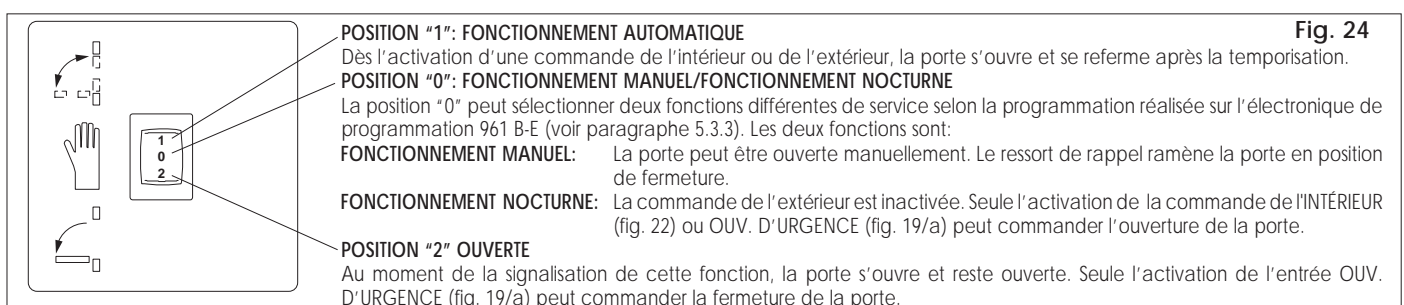 Fig. 24
POSITION “1”: FONCTIONNEMENT AUTOMATIQUE
Dès l’activation d’une commande de l’intérieur ou de l’extérieur, la porte s’ouvre et se referme après la temporisation.
POSITION “0”: FONCTIONNEMENT MANUEL/FONCTIONNEMENT NOCTURNE
La position “0” peut sélectionner deux fonctions différentes de service selon la programmation réalisée sur l’électronique de
programmation 961 B-E (voir paragraphe 5.3.3). Les deux fonctions sont:
FONCTIONNEMENT MANUEL: La porte peut être ouverte manuellement. Le ressort de rappel ramène la porte en position
de fermeture.
FONCTIONNEMENT NOCTURNE: La commande de l’extérieur est inactivée. Seule l’activation de la commande de l'INTÉRIEUR
(fig. 22) ou OUV. D’URGENCE (fig. 19/a) peut commander l’ouverture de la porte.
POSITION “2” OUVERTE
Au moment de la signalisation de cette fonction, la porte s’ouvre et reste ouverte. Seule l’activation de l’entrée OUV.
D’URGENCE (fig. 19/a) peut commander la fermeture de la porte.
1
0
2